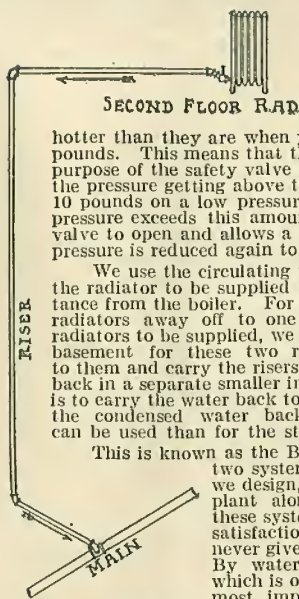 SECOND FLOOR RAD
hotter than they are when
pounds. This means that t
purpose of the safety valve
the pressure getting above t
10 pounds on a low pressur
pressure exceeds this amou
valve to open and allows a
pressure is reduced again to
We use the circulating
the radiator to be supplied
tance from the boiler. For
radiators away off to one
radiators to be supplied, we
basement for these two r
to them and carry the risers
back in a separate smaller
is to carry the water back to
the condensed water back
can be used than for the st
This is known as the B
two system
we design,
plant alon
these syste
satisfaction
never give
By water
which is o
most imp
RISER
MAIN